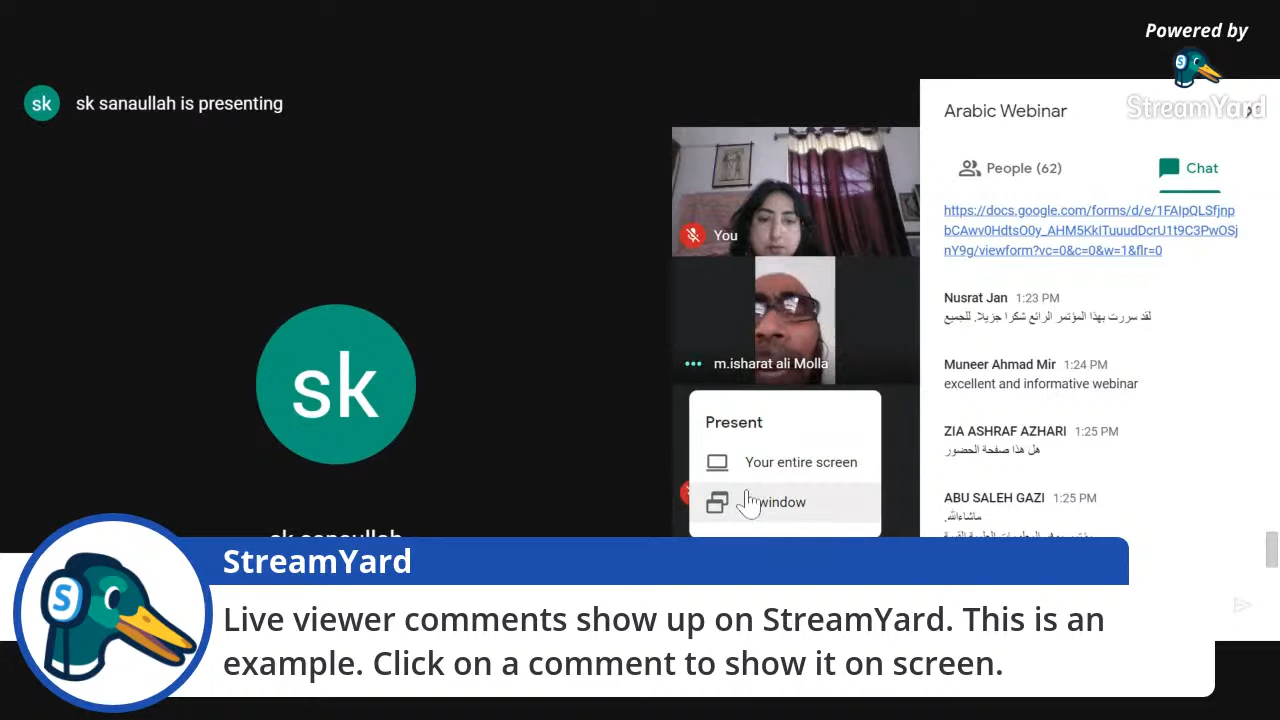 Powered by
StreamYard
sk
sk sanaullah is presenting
Arabic Webinar
People (62)
Chat
https://docs.google.com/forms/d/e/1FAIpQLSfjnp
bCAwv0HdtsO0y_AHM5KkITuuudDcrU1t9C3PwOSj
nY9g/viewform?vc=0&c=0&w=1&flr=0
You
Nusrat Jan 1:23 PM
لقد سررت بهذا المؤتمر الرائع شكرا جزيلا. للجميع
m.isharat ali Molla
Muneer Ahmad Mir 1:24 PM
excellent and informative webinar
sk
Present
ZIA ASHRAF AZHARI 1:25 PM
هل هذا صفحة الحضور
Your entire screen
window
ABU SALEH GAZI 1:25 PM
ماشاءالله.
sk sanaullah
StreamYard
S
Live viewer comments show up on StreamYard. This is an
example. Click on a comment to show it on screen.